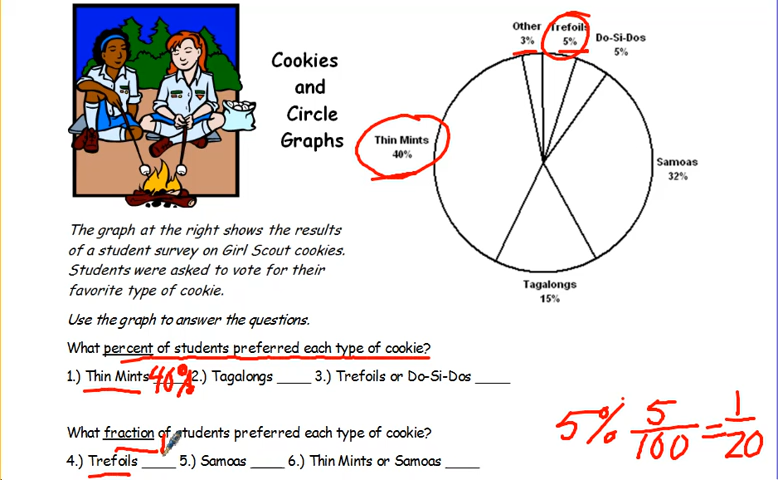 Cookies
and
Circle
Graphs
Other
3%
Trefoils
5%
Do-Si-Dos
5%
Thin Mints
40%
Samoas
32%
Tagalongs
15%
The graph at the right shows the results
of a student survey on Girl Scout cookies.
Students were asked to vote for their
favorite type of cookie.
Use the graph to answer the questions.
What percent of students preferred each type of cookie?
1.) Thin Mints 40% 2.) Tagalongs ____ 3.) Trefoils or Do-Si-Dos ____
What fraction of students preferred each type of cookie?
4.) Trefoils ____ 5.) Samoas ____ 6.) Thin Mints or Samoas ____
5% 5/100 = 1/20